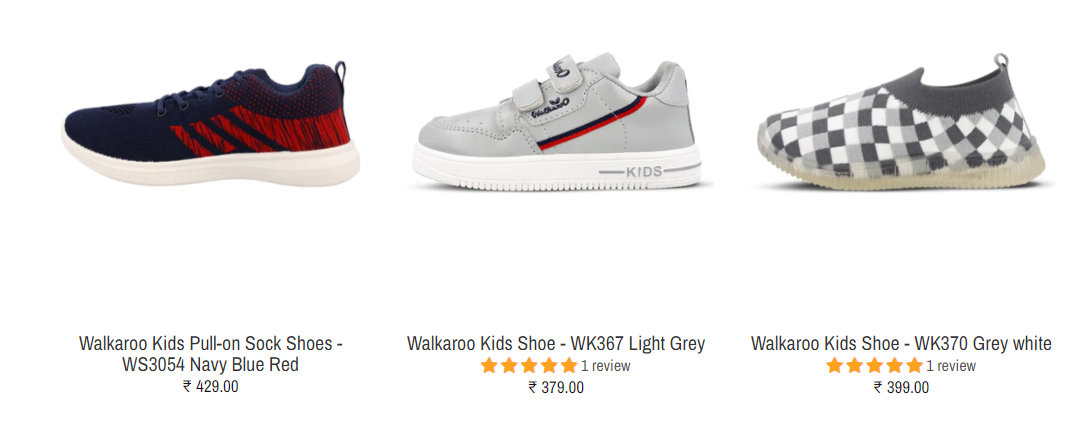 WalkaroO
KIDS
Walkaroo Kids Pull-on Sock Shoes -
WS3054 Navy Blue Red
₹ 429.00
Walkaroo Kids Shoe - WK367 Light Grey
1 review
₹ 379.00
Walkaroo Kids Shoe - WK370 Grey white
1 review
₹ 399.00